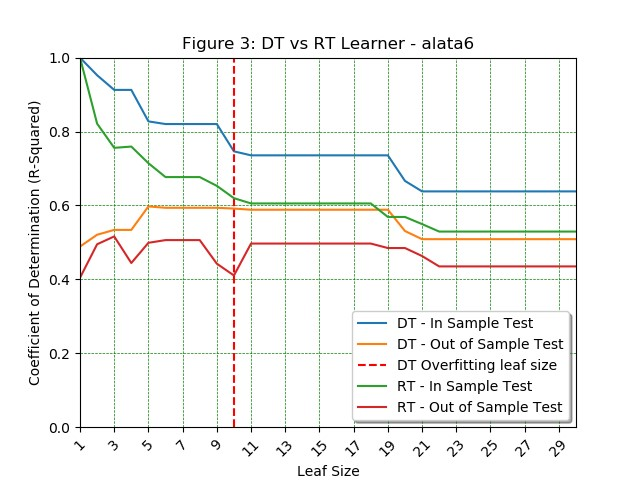 Figure 3: DT vs RT Learner - alata6
Coefficient of Determination (R-Squared)
1.0
0.8
0.6
0.4
0.2
0.0
DT - In Sample Test
DT - Out of Sample Test
DT Overfitting leaf size
RT - In Sample Test
RT - Out of Sample Test
1 3 5 7 9 11 13 15 17 19 21 23 25 27 29
Leaf Size